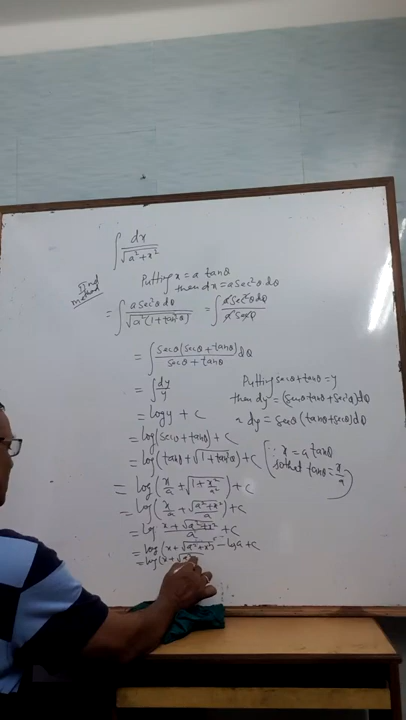 ∫ dx/√(a²+x²)
Putting x = a tanθ
then dx = a sec²θ dθ
IInd method
= ∫ a sec²θ dθ/√(a²(1+tan²θ)) = ∫ a sec²θ dθ/(a secθ)
= ∫ secθ(secθ+tanθ)/(secθ+tanθ) dθ
= ∫ dy/y
Putting secθ+tanθ = y
then dy = (secθ tanθ + sec²θ)dθ
= log y + c
= dy = secθ (tanθ+secθ)dθ
= log(secθ+tanθ) + c
= log(tanθ + √(1+tan²θ)) + c
(∵ x = a tanθ
so that tanθ = x/a)
= log(x/a + √(1+x²/a²)) + c
= log(x/a + √(a²+x²)/a) + c
= log (x+√(a²+x²))/a + c
= log(x+√(a²+x²)) - log a + c
= log(x+√(a²